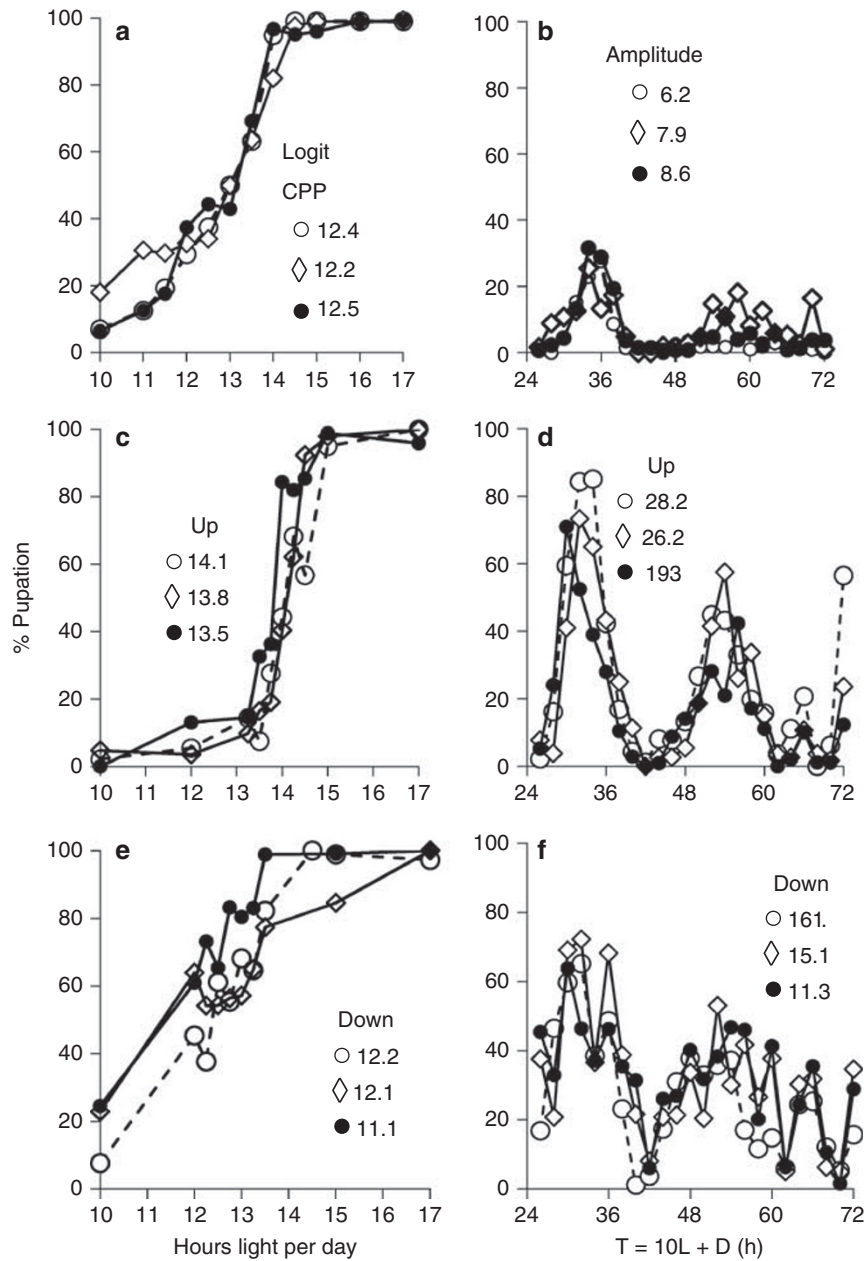 a
100
80
60
40
20
0
Logit
CPP
12.4
12.2
12.5
10 11 12 13 14 15 16 17
b
100
80
60
40
20
0
Amplitude
6.2
7.9
8.6
24 36 48 60 72
c
100
80
60
40
20
0
% Pupation
Up
14.1
13.8
13.5
10 11 12 13 14 15 16 17
d
100
80
60
40
20
0
Up
28.2
26.2
193
24 36 48 60 72
e
100
80
60
40
20
0
Down
12.2
12.1
11.1
10 12 13 14 15 16 17
Hours light per day
f
100
80
60
40
20
0
Down
161.
15.1
11.3
24 36 48 60 72
T = 10L + D (h)